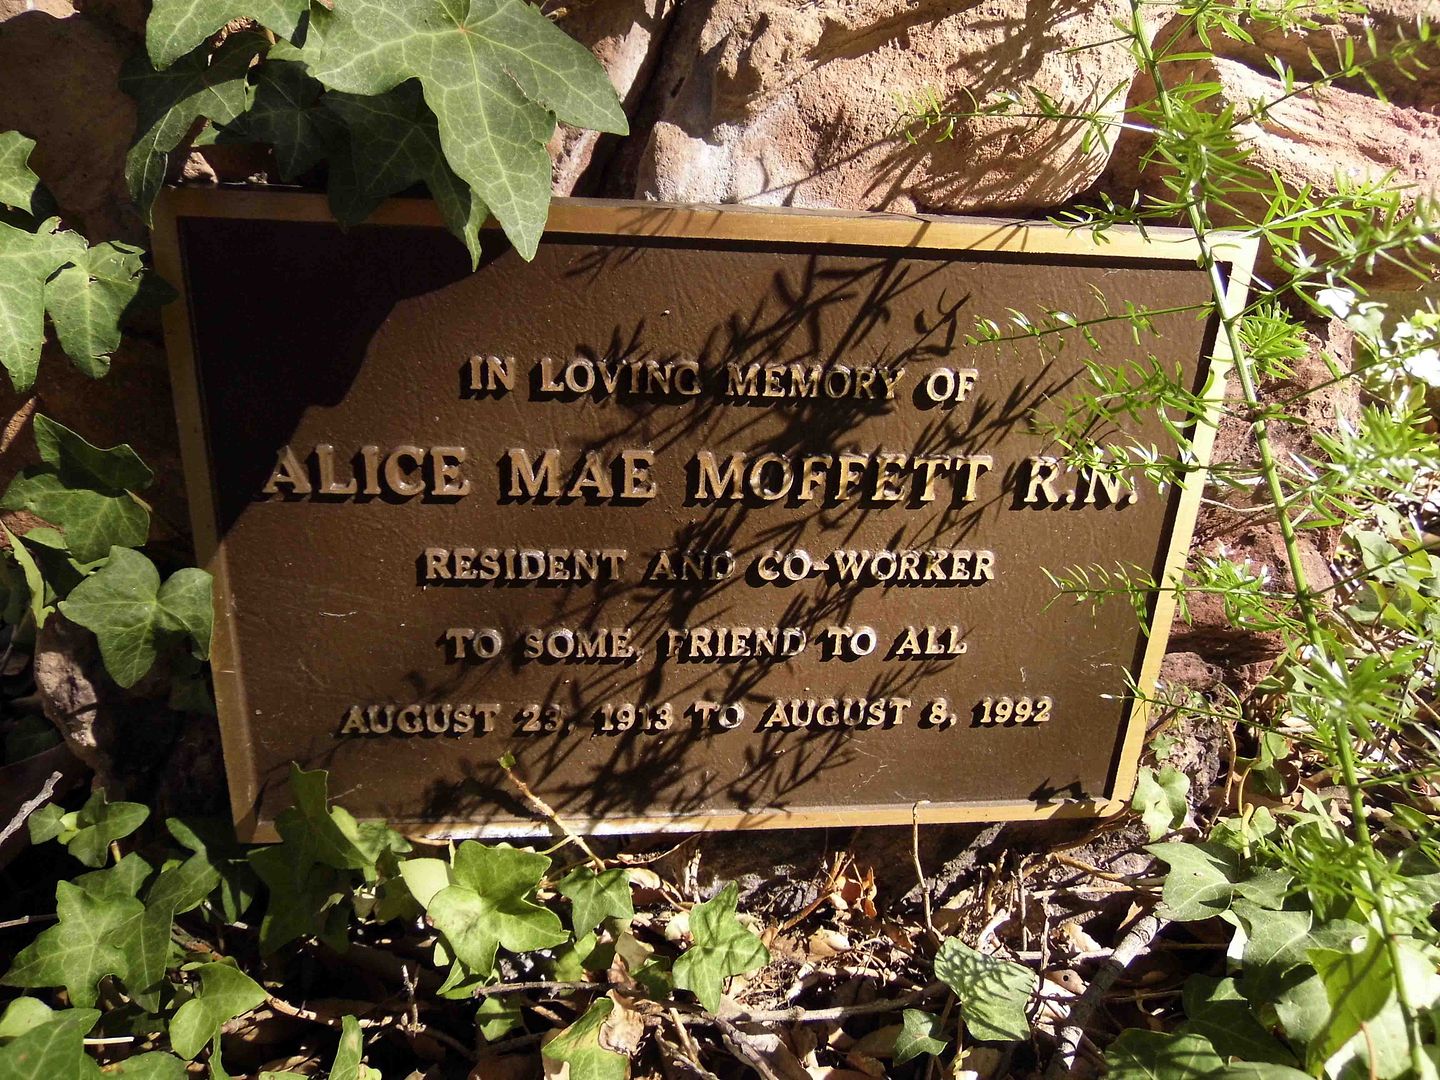 IN LOVING MEMORY OF
ALICE MAE MOFFETT R.N.
RESIDENT AND CO-WORKER
TO SOME, FRIEND TO ALL
AUGUST 23, 1913 TO AUGUST 8, 1992